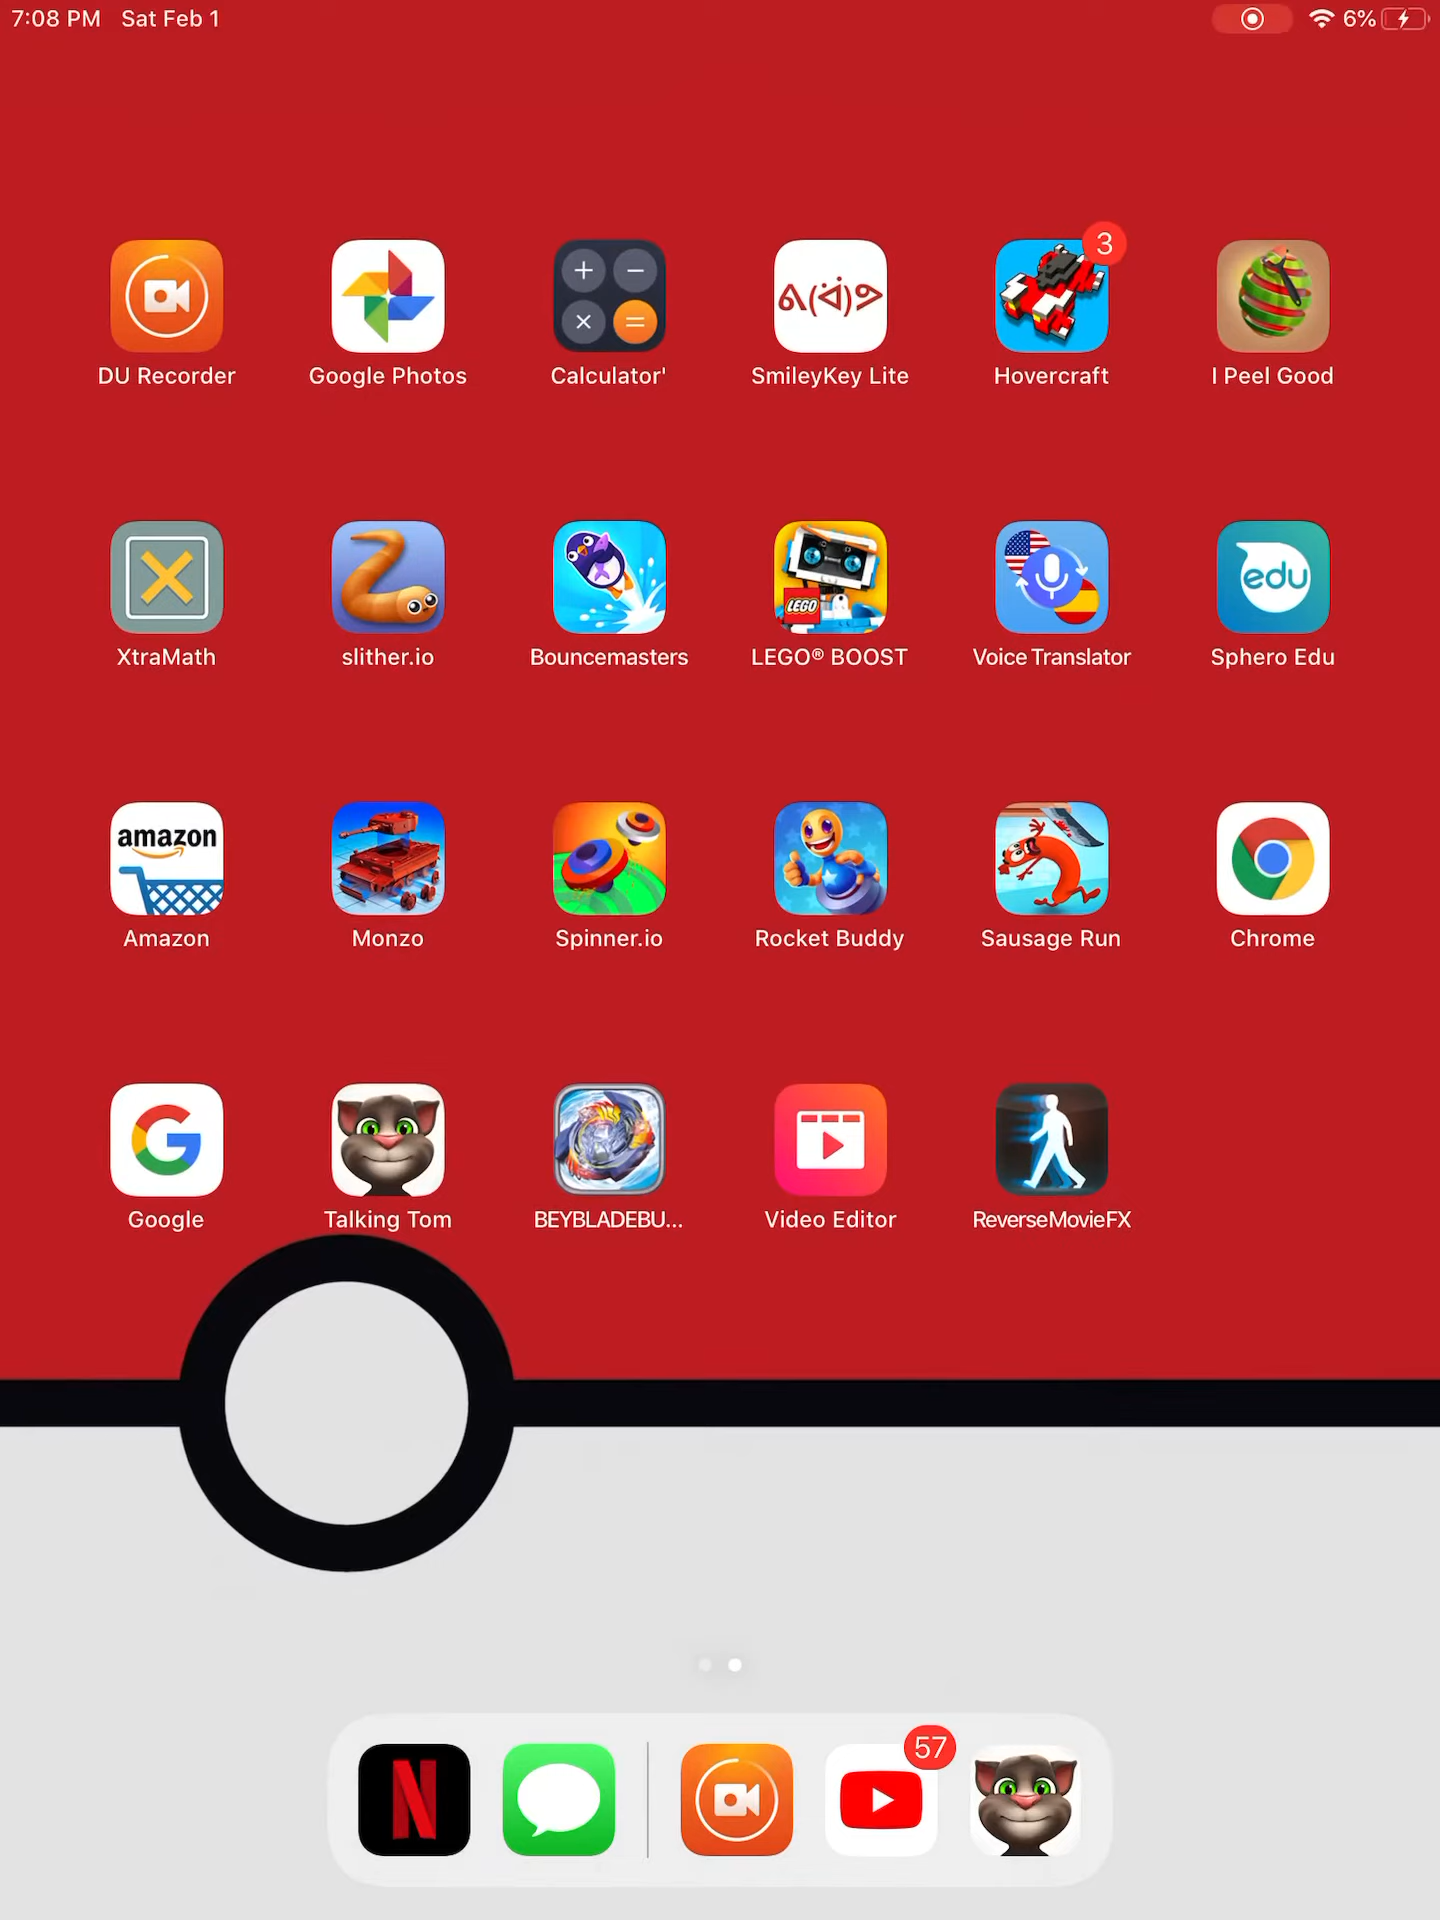 7:08 PM Sat Feb 1 6%
3
DU Recorder Google Photos Calculator' SmileyKey Lite Hovercraft I Peel Good
LEGO edu
XtraMath slither.io Bouncemasters LEGO® BOOST Voice Translator Sphero Edu
amazon
Amazon Monzo Spinner.io Rocket Buddy Sausage Run Chrome
G
Google Talking Tom BEYBLADEBU... Video Editor ReverseMovieFX
57
N